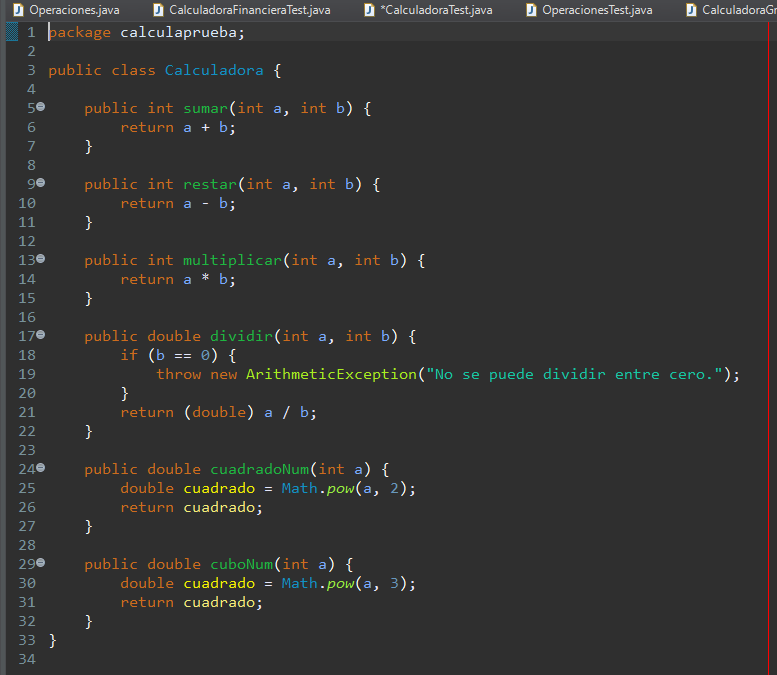 Operaciones.java CalculadoraFinancieraTest.java *CalculadoraTest.java OperacionesTest.java CalculadoraGr
1 package calculaprueba;
2
3 public class Calculadora {
4
5     public int sumar(int a, int b) {
6         return a + b;
7     }
8
9     public int restar(int a, int b) {
10         return a - b;
11     }
12
13     public int multiplicar(int a, int b) {
14         return a * b;
15     }
16
17     public double dividir(int a, int b) {
18         if (b == 0) {
19             throw new ArithmeticException("No se puede dividir entre cero.");
20         }
21         return (double) a / b;
22     }
23
24     public double cuadradoNum(int a) {
25         double cuadrado = Math.pow(a, 2);
26         return cuadrado;
27     }
28
29     public double cuboNum(int a) {
30         double cuadrado = Math.pow(a, 3);
31         return cuadrado;
32     }
33 }
34